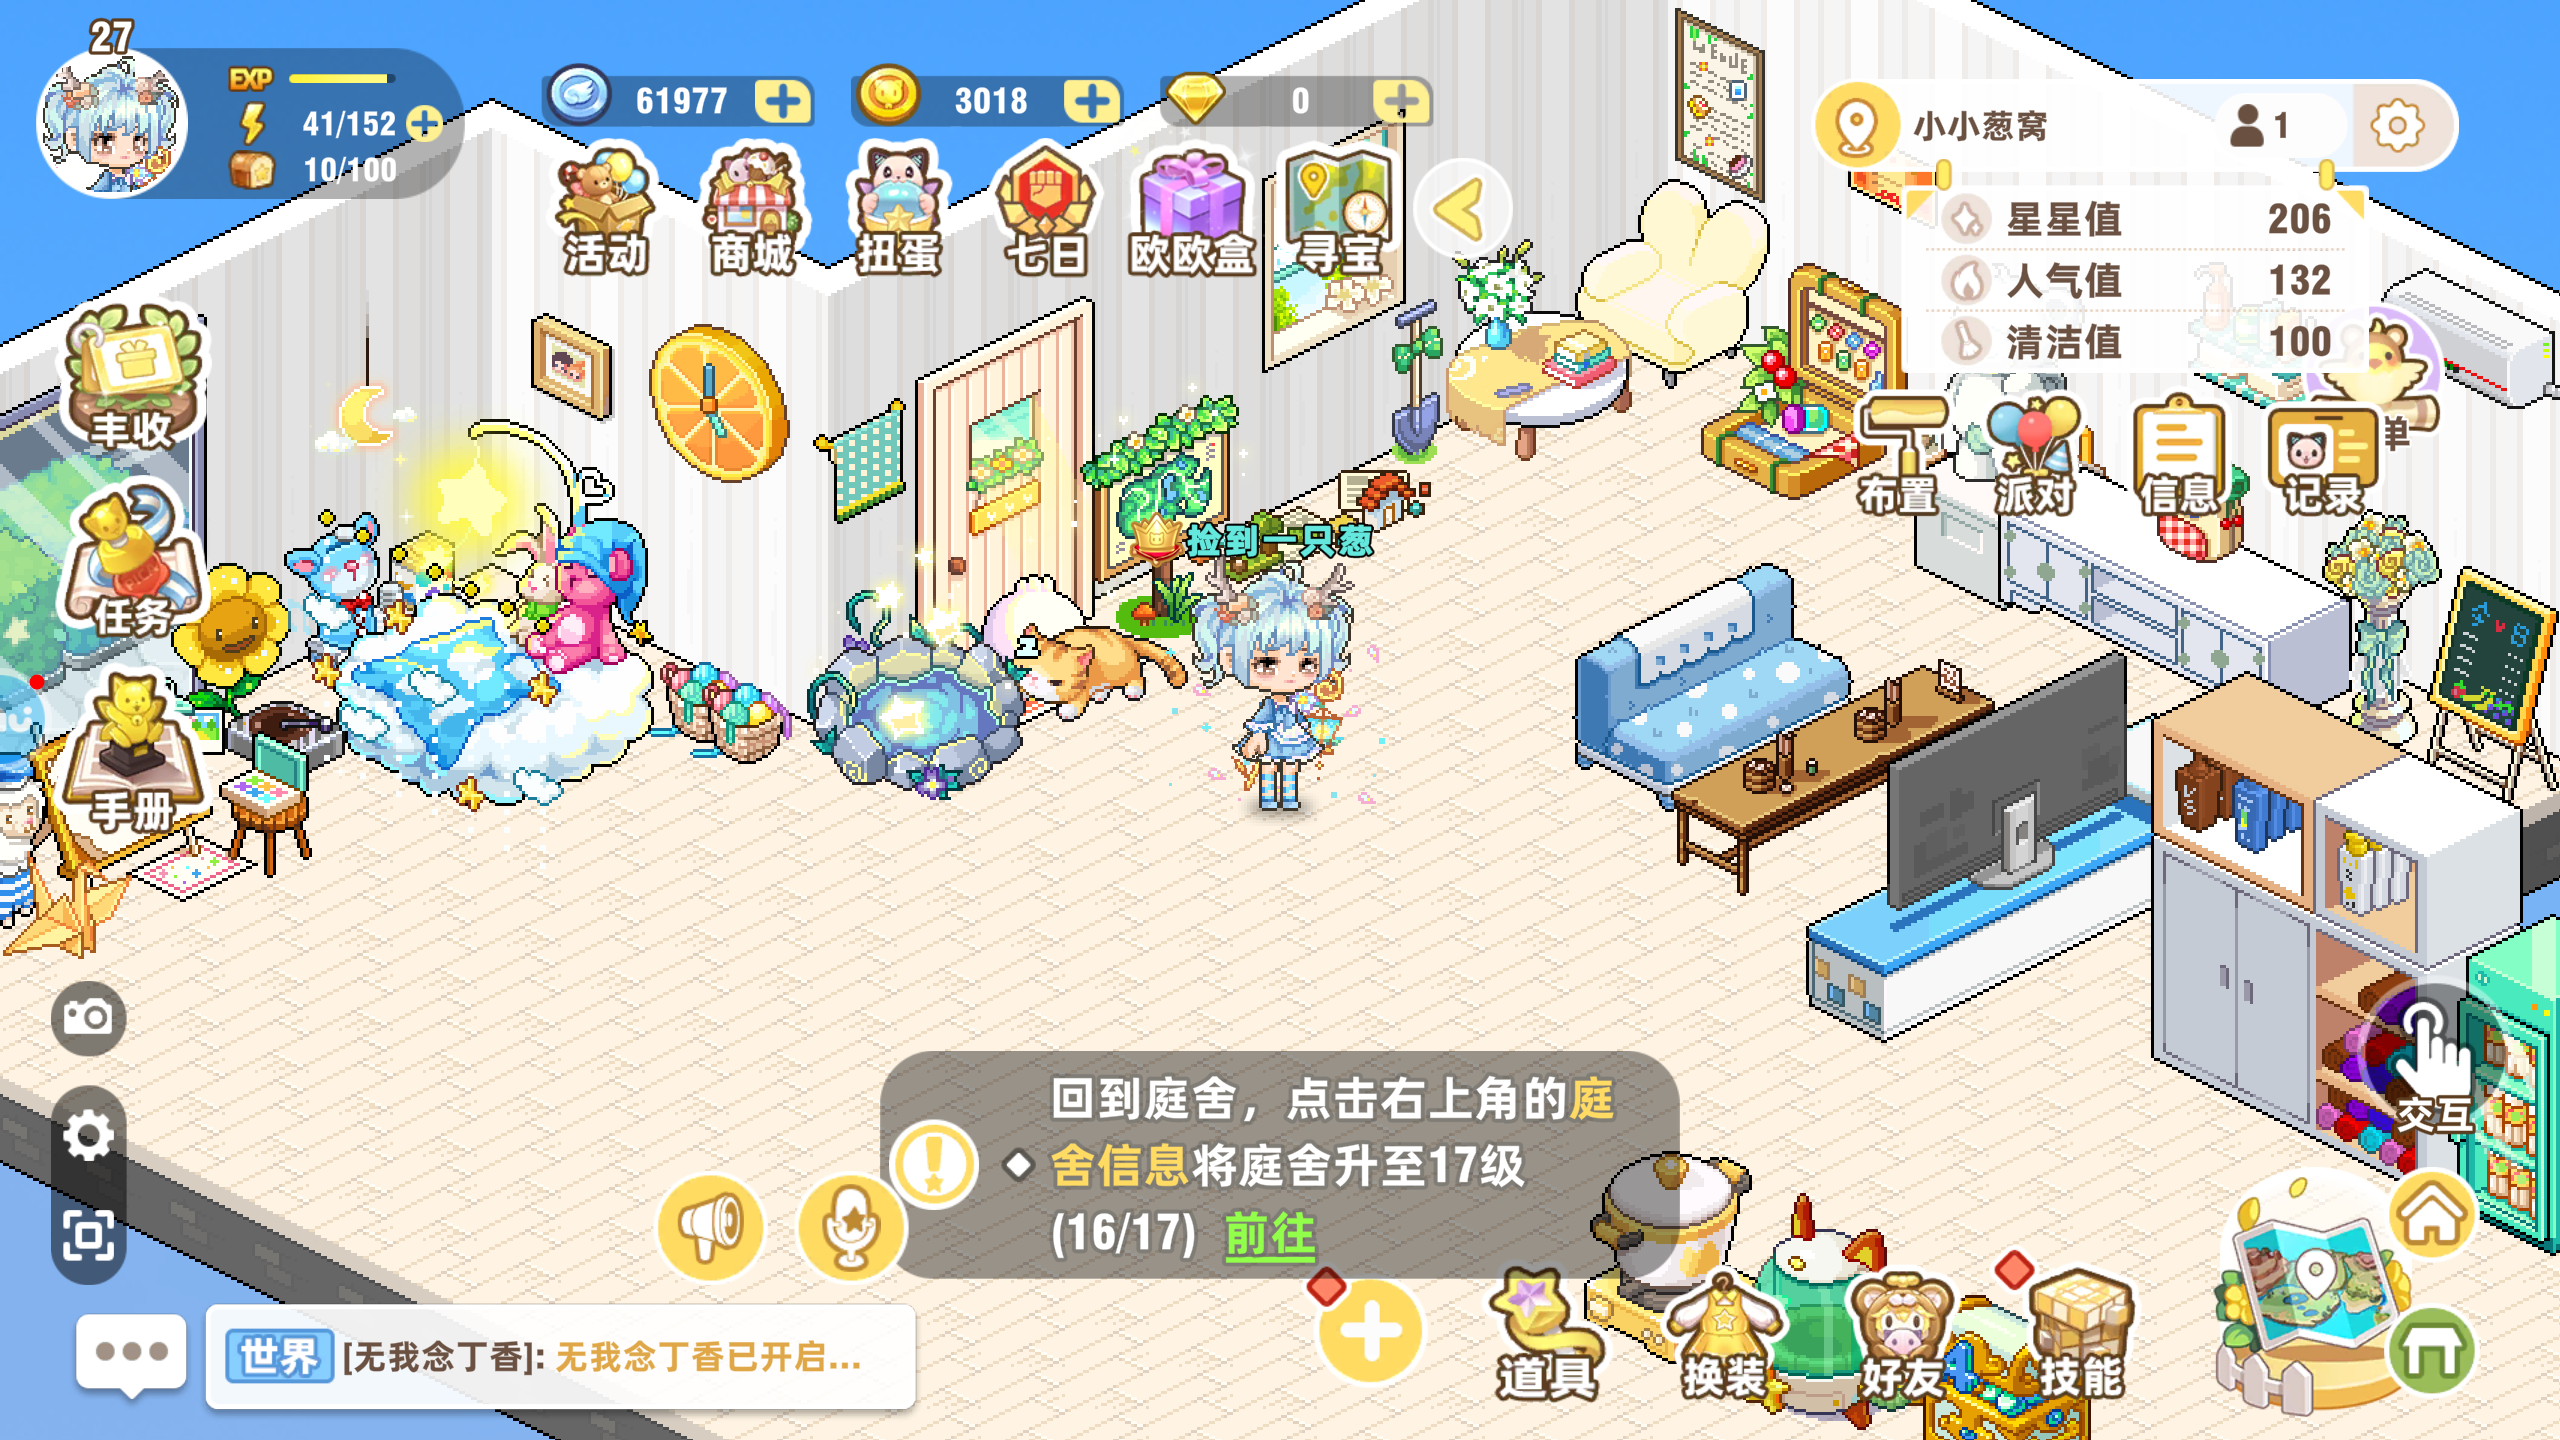 27
EXP
41/152
10/100
61977
3018
0
小小葱窝
1
星星值 206
人气值 132
清洁值 100
活动
商城
扭蛋
七日
欧欧盒
寻宝
丰收
任务
手册
布置
派对
信息
记录
单
捡到一只葱
2
交互
回到庭舍，点击右上角的庭
舍信息将庭舍升至17级
(16/17) 前往
世界 [无我念丁香]: 无我念丁香已开启...
道具
换装
好友
技能